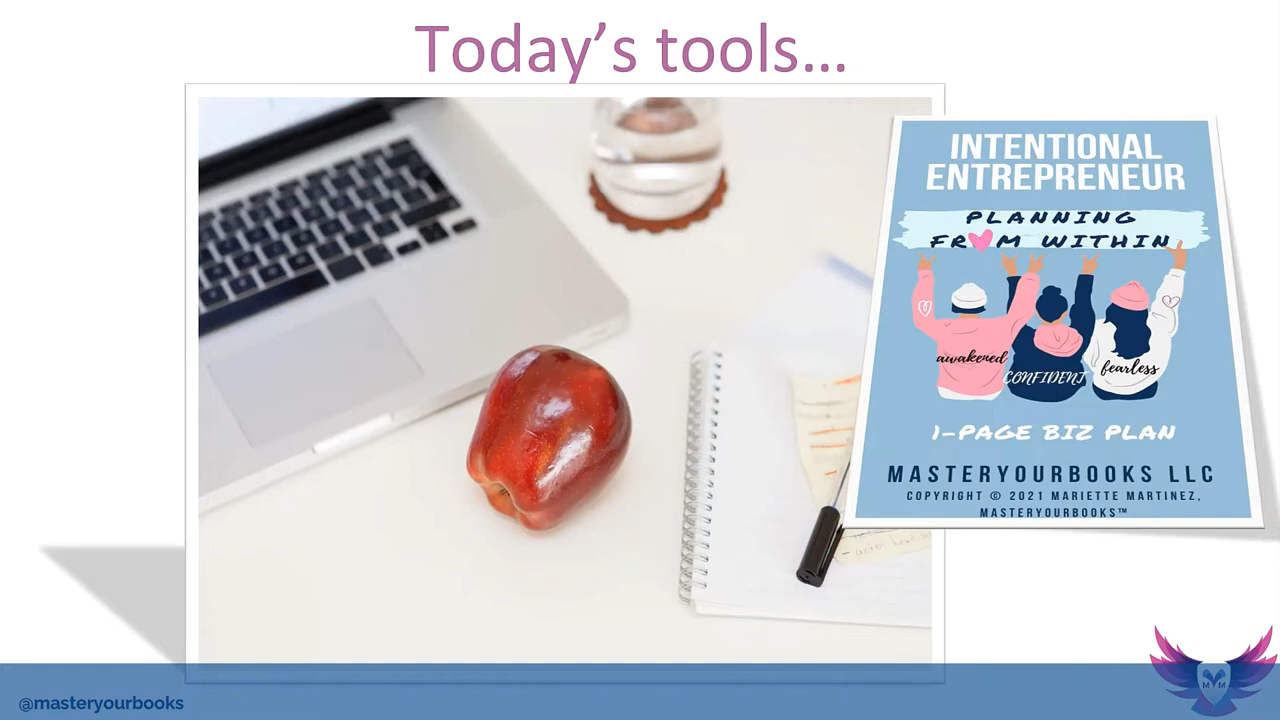 Today's tools...
INTENTIONAL
ENTREPRENEUR
PLANNING
FROM WITHIN
awakened
CONFIDENT
fearless
1-PAGE BIZ PLAN
MASTERYOURBOOKS LLC
COPYRIGHT © 2021 MARIETTE MARTINEZ,
MASTERYOURBOOKS™
@masteryourbooks
MYM